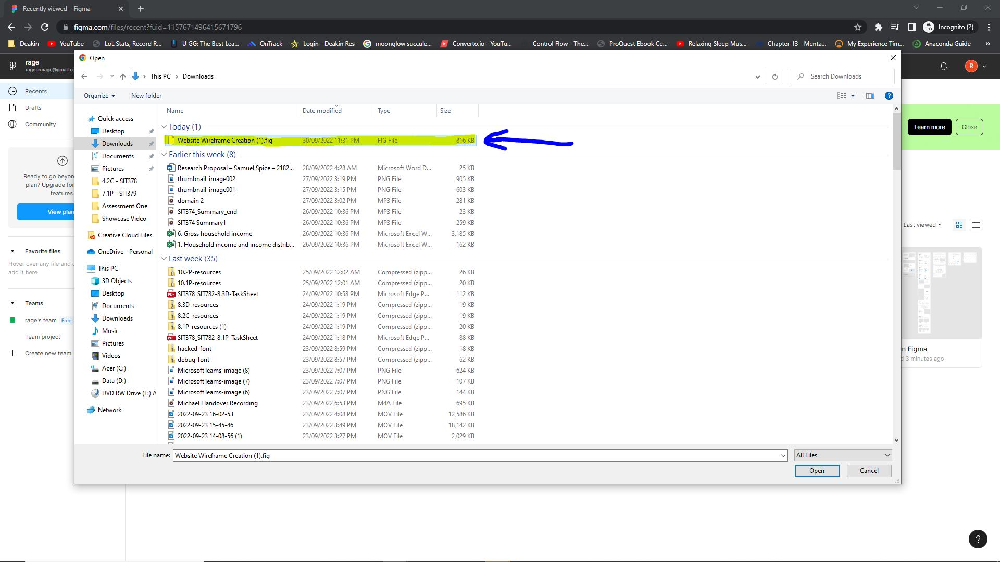 Recently viewed – Figma
figma.com/files/recent?fuid=1157671496415671796
Incognito (2)
Deakin YouTube LoL Stats, Record R... U GG: The Best Lea... OnTrack Login - Deakin Res moonglow succule... Converto.io - YouTu... Control Flow - The... ProQuest Ebook Ce... Relaxing Sleep Mus... Chapter 13 - Menta... My Experience Tim... Anaconda Guide »
rage
rageurmage@gmail.co
R
Recents
Drafts
Community
Ready to go beyon
plan? Upgrade for
features.
View plan
Favorite files
Hover over any file and c
add it here
Teams
rage's team Free
Team project
Create new team
Open
This PC > Downloads
Search Downloads
Organize New folder
Quick access
Desktop
Downloads
Documents
Pictures
4.2C - SIT378
7.1P - SIT379
Assessment One
Showcase Video
Creative Cloud Files
OneDrive - Personal
This PC
3D Objects
Desktop
Documents
Downloads
Music
Pictures
Videos
Acer (C:)
Data (D:)
DVD RW Drive (E:) A
Network
Name Date modified Type Size
Today (1)
Website Wireframe Creation (1).fig 30/09/2022 11:31 PM FIG File 816 KB
Earlier this week (8)
Research Proposal – Samuel Spice – 2182... 28/09/2022 4:28 AM Microsoft Word D... 25 KB
thumbnail_image002 27/09/2022 3:19 PM PNG File 905 KB
thumbnail_image001 27/09/2022 3:15 PM PNG File 603 KB
domain 2 27/09/2022 3:02 PM MP3 File 281 KB
SIT374_Summary_end 26/09/2022 10:36 PM MP3 File 23 KB
SIT374 Summary1 26/09/2022 10:36 PM MP3 File 259 KB
6. Gross household income 26/09/2022 10:36 PM Microsoft Excel W... 3,185 KB
1. Household income and income distrib... 26/09/2022 10:36 PM Microsoft Excel W... 162 KB
Last week (35)
10.2P-resources 25/09/2022 12:02 AM Compressed (zipp... 26 KB
10.1P-resources 25/09/2022 12:01 AM Compressed (zipp... 20 KB
SIT378_SIT782-8.3D-TaskSheet 24/09/2022 10:58 PM Microsoft Edge P... 112 KB
8.3D-resources 24/09/2022 1:19 PM Compressed (zipp... 19 KB
8.2C-resources 24/09/2022 1:19 PM Compressed (zipp... 19 KB
8.1P-resources (1) 24/09/2022 1:19 PM Compressed (zipp... 20 KB
SIT378_SIT782-8.1P-TaskSheet 24/09/2022 1:18 PM Microsoft Edge P... 88 KB
hacked-font 23/09/2022 8:59 PM Compressed (zipp... 18 KB
debug-font 23/09/2022 8:57 PM Compressed (zipp... 62 KB
MicrosoftTeams-image (8) 23/09/2022 7:07 PM PNG File 624 KB
MicrosoftTeams-image (7) 23/09/2022 7:07 PM PNG File 107 KB
MicrosoftTeams-image (6) 23/09/2022 7:07 PM PNG File 144 KB
Michael Handover Recording 23/09/2022 6:53 PM M4A File 695 KB
2022-09-23 16-02-53 23/09/2022 4:08 PM MOV File 12,586 KB
2022-09-23 15-45-46 23/09/2022 3:49 PM MOV File 18,142 KB
2022-09-23 14-08-56 (1) 23/09/2022 3:27 PM MOV File 2,029 KB
File name: Website Wireframe Creation (1).fig All Files
Open Cancel
Learn more Close
Last viewed
n Figma
d 3 minutes ago
?